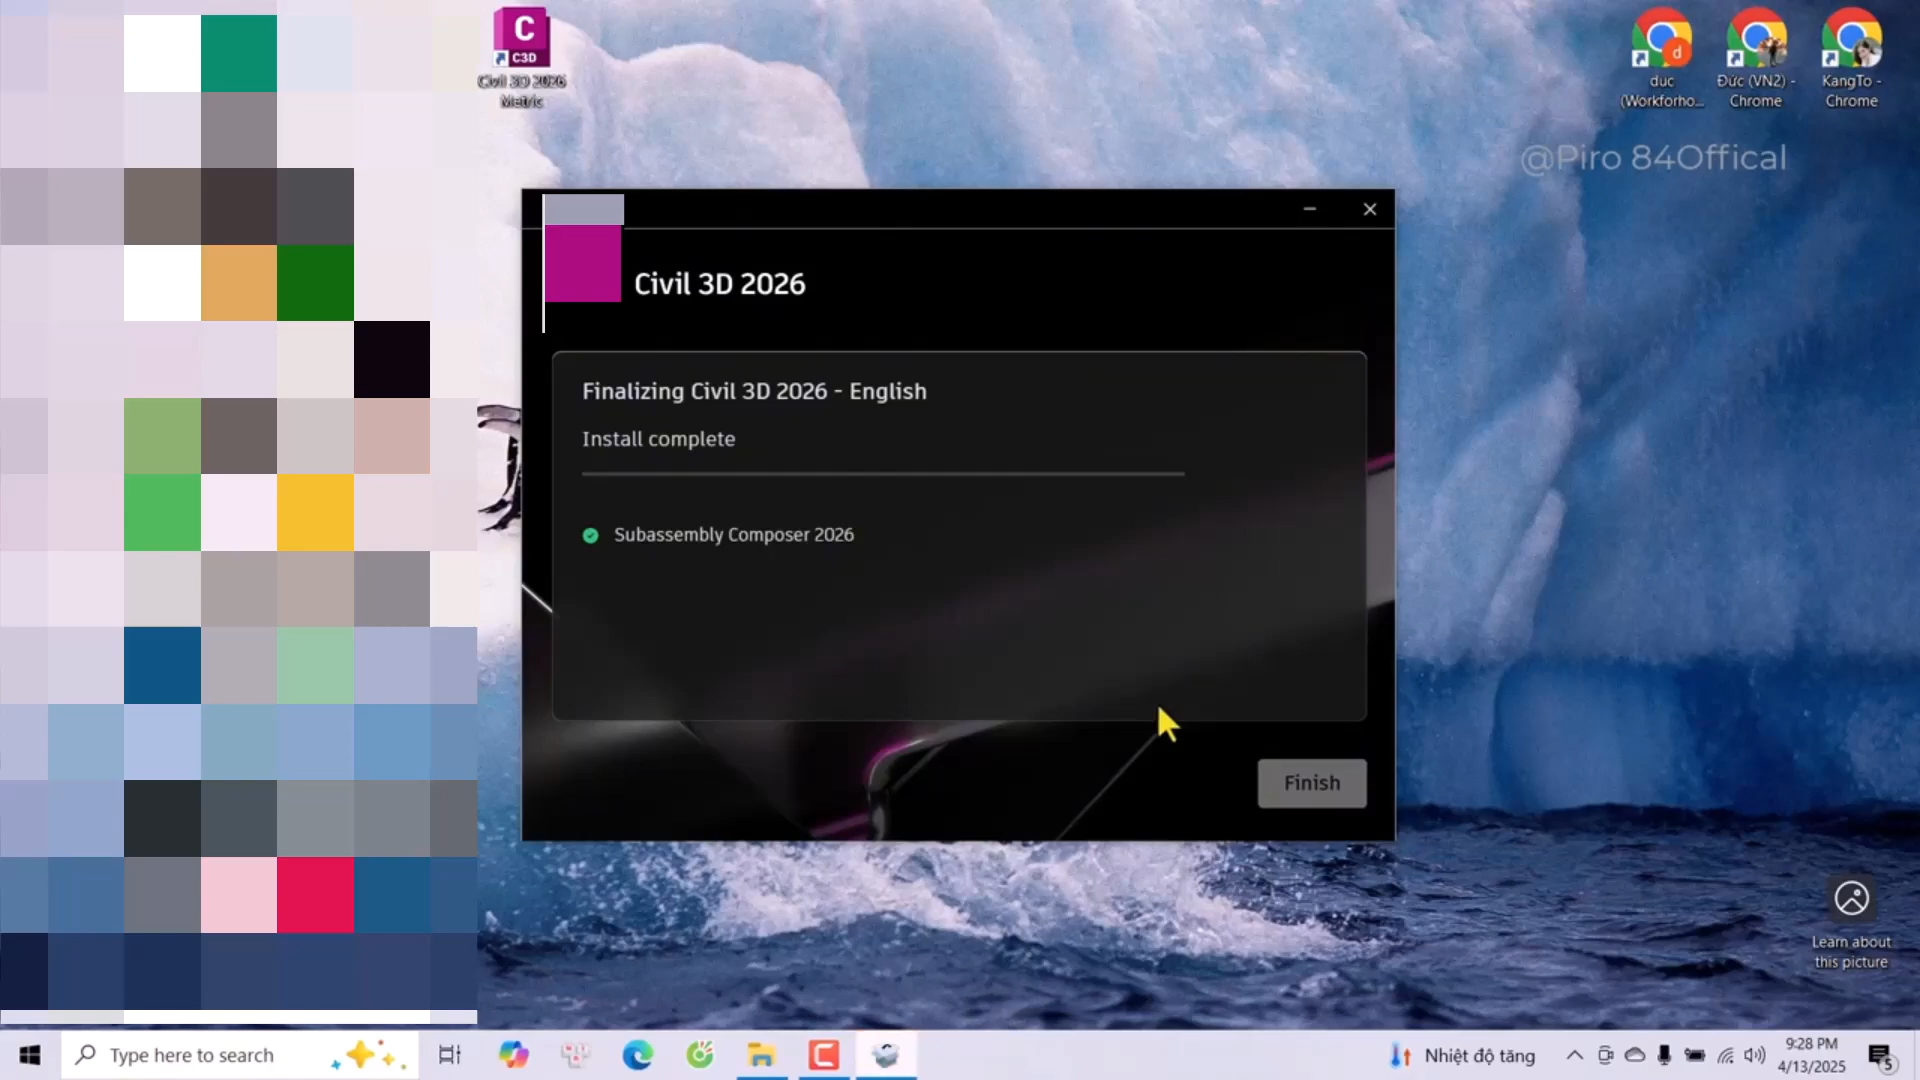 C
C3D
Civil 3D 2026
Metric
d
duc
(Workforho...
Đức (VN2) -
Chrome
KangTo -
Chrome
@Piro 84Offical
Civil 3D 2026
Finalizing Civil 3D 2026 - English
Install complete
Subassembly Composer 2026
Finish
Learn about
this picture
Type here to search
Nhiệt độ tăng
9:28 PM
4/13/2025
5